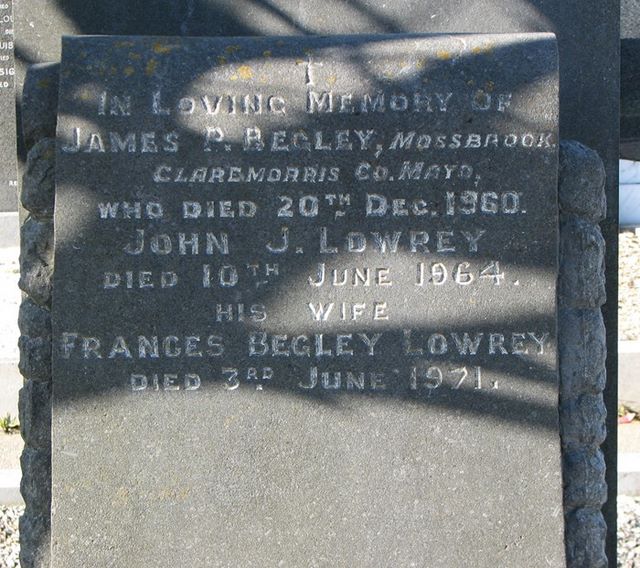 IN LOVING MEMORY OF
JAMES P. BEGLEY, MOSSBROOK.
CLAREMORRIS CO. MAYO,
WHO DIED 20TH DEC. 1960.
JOHN J. LOWREY
DIED 10TH JUNE 1964.
HIS WIFE
FRANCES BEGLEY LOWREY
DIED 3RD JUNE 1971.